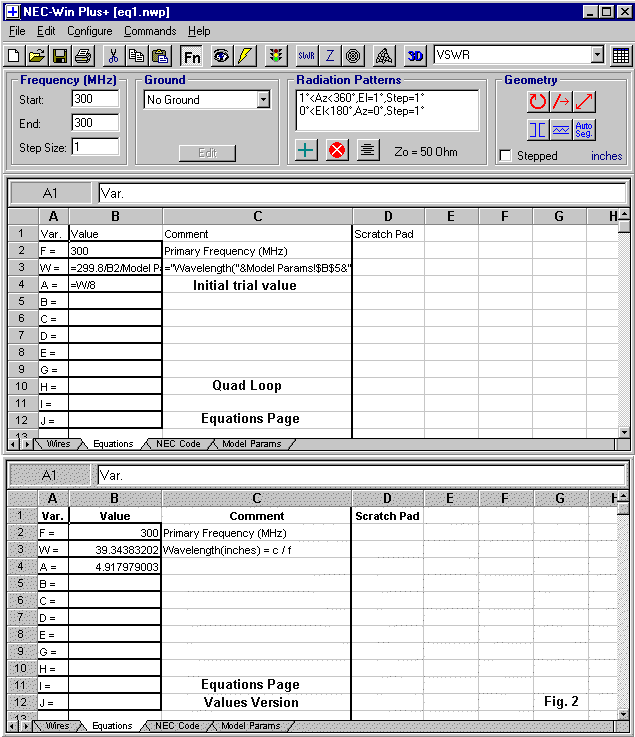 NEC-Win Plus+ [eq1.nwp]
File Edit Configure Commands Help
Fn SWR Z 3D VSWR
Frequency (MHz) Ground Radiation Patterns Geometry
Start: 300 No Ground 1°<Az<360°,El=1°,Step=1°
0°<El<180°,Az=0°,Step=1°
End: 300
Step Size: 1 Edit Zo = 50 Ohm Auto Seg.
Stepped inches
A1 Var.
A B C D E F G H
1 Var. Value Comment Scratch Pad
2 F = 300 Primary Frequency (MHz)
3 W = =299.8/B2/Model Pa ="Wavelength("&Model Params!$B$5&"
4 A = =W/8 Initial trial value
5 B =
6 C =
7 D =
8 E =
9 G =
10 H = Quad Loop
11 I =
12 J = Equations Page
13
Wires Equations NEC Code Model Params
A1 Var.
A B C D E F G H
1 Var. Value Comment Scratch Pad
2 F = 300 Primary Frequency (MHz)
3 W = 39.34383202 Wavelength(inches) = c / f
4 A = 4.917979003
5 B =
6 C =
7 D =
8 E =
9 G =
10 H =
11 I = Equations Page
12 J = Values Version Fig. 2
13
Wires Equations NEC Code Model Params